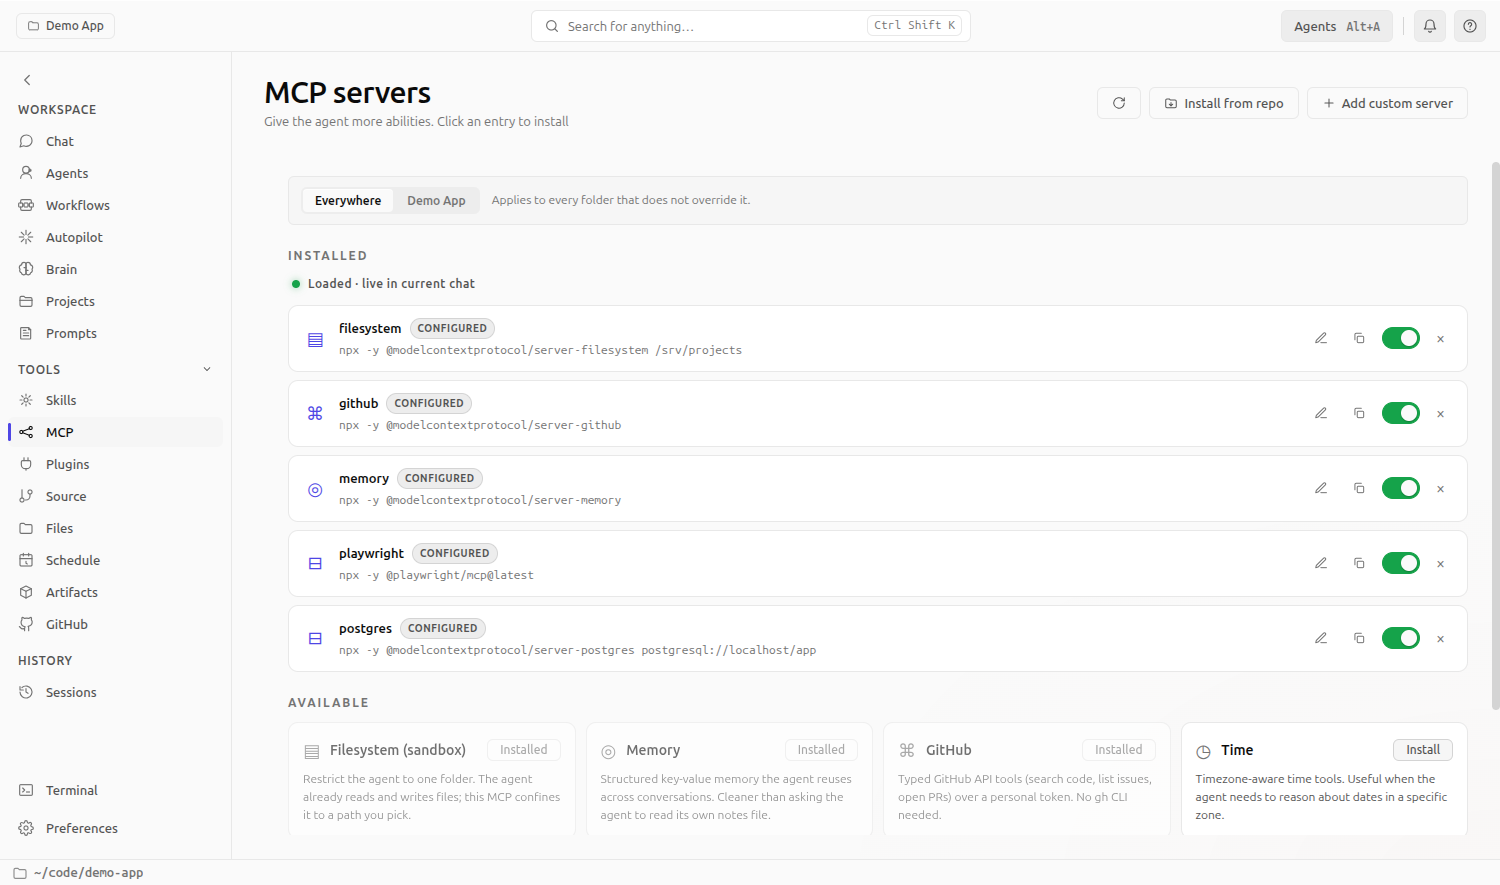 Demo App
Search for anything...
Ctrl Shift K
Agents Alt+A
WORKSPACE
Chat
Agents
Workflows
Autopilot
Brain
Projects
Prompts
TOOLS
Skills
MCP
Plugins
Source
Files
Schedule
Artifacts
GitHub
HISTORY
Sessions
Terminal
Preferences
MCP servers
Give the agent more abilities. Click an entry to install
Install from repo
Add custom server
Everywhere
Demo App
Applies to every folder that does not override it.
INSTALLED
Loaded · live in current chat
filesystem CONFIGURED
npx -y @modelcontextprotocol/server-filesystem /srv/projects
github CONFIGURED
npx -y @modelcontextprotocol/server-github
memory CONFIGURED
npx -y @modelcontextprotocol/server-memory
playwright CONFIGURED
npx -y @playwright/mcp@latest
postgres CONFIGURED
npx -y @modelcontextprotocol/server-postgres postgresql://localhost/app
AVAILABLE
Filesystem (sandbox) Installed
Restrict the agent to one folder. The agent
already reads and writes files; this MCP confines
it to a path you pick.
Memory Installed
Structured key-value memory the agent reuses
across conversations. Cleaner than asking the
agent to read its own notes file.
GitHub Installed
Typed GitHub API tools (search code, list issues,
open PRs) over a personal token. No gh CLI
needed.
Time Install
Timezone-aware time tools. Useful when the
agent needs to reason about dates in a specific
zone.
~/code/demo-app